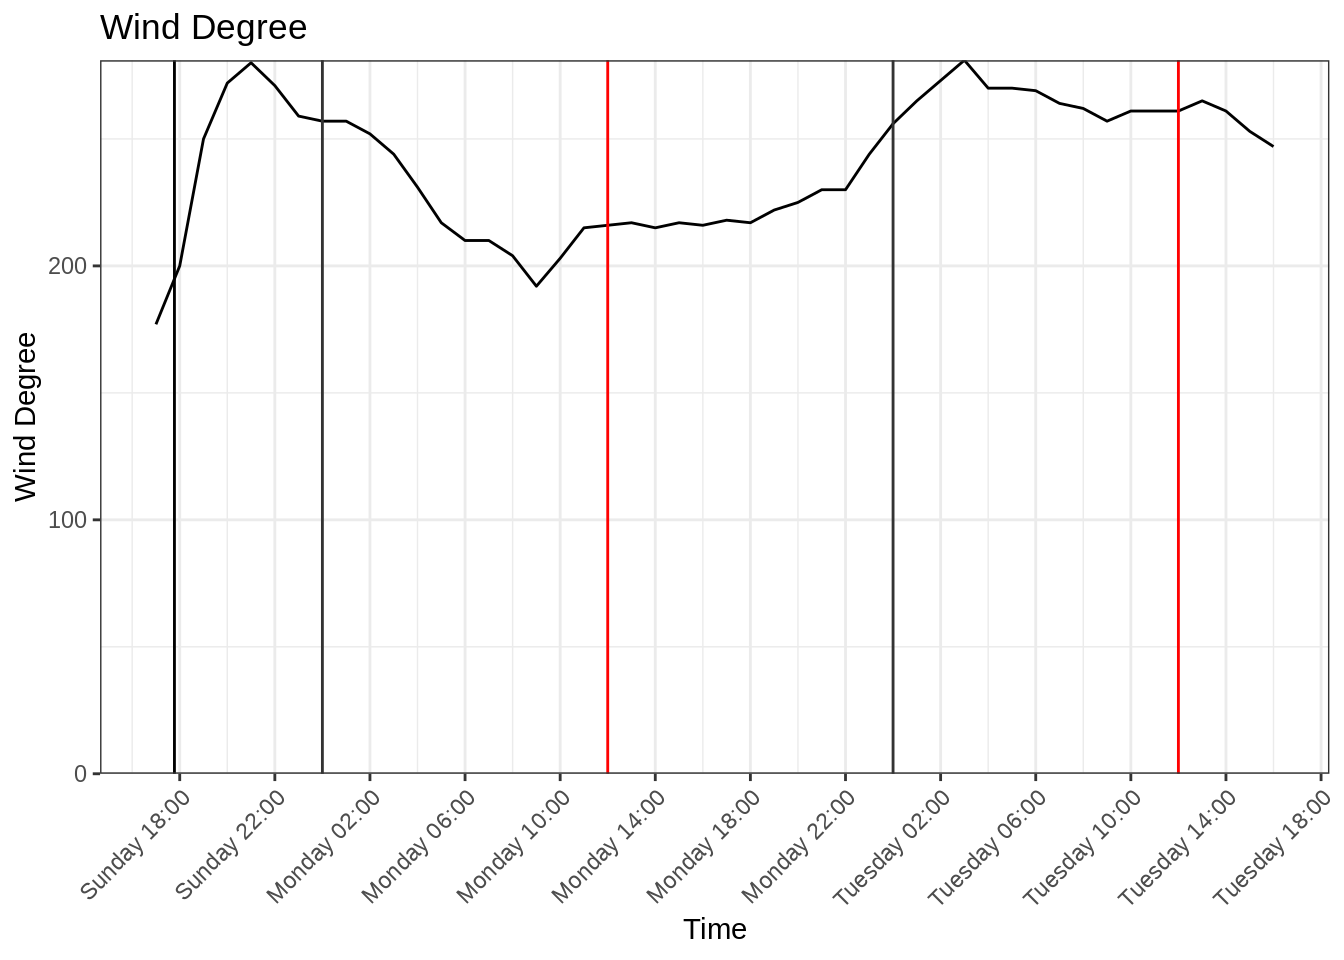 Wind Degree
Wind Degree
200
100
0
Sunday 18:00
Sunday 22:00
Monday 02:00
Monday 06:00
Monday 10:00
Monday 14:00
Monday 18:00
Monday 22:00
Tuesday 02:00
Tuesday 06:00
Tuesday 10:00
Tuesday 14:00
Tuesday 18:00
Time